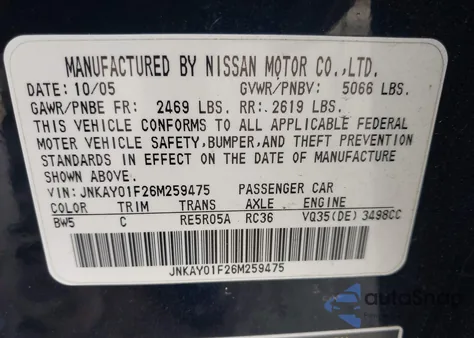 MANUFACTURED BY NISSAN MOTOR CO.,LTD.
DATE: 10/05 GVWR/PNBV: 5066 LBS.
GAWR/PNBE FR: 2469 LBS. RR: 2619 LBS.
THIS VEHICLE CONFORMS TO ALL APPLICABLE FEDERAL
MOTER VEHICLE SAFETY,BUMPER,AND THEFT PREVENTION
STANDARDS IN EFFECT ON THE DATE OF MANUFACTURE
SHOWN ABOVE.
VIN: JNKAY01F26M259475 PASSENGER CAR
COLOR TRIM TRANS AXLE ENGINE
BW5 C RE5R05A RC36 VQ35(DE) 3498CC
JNKAY01F26M259475
autoSnap